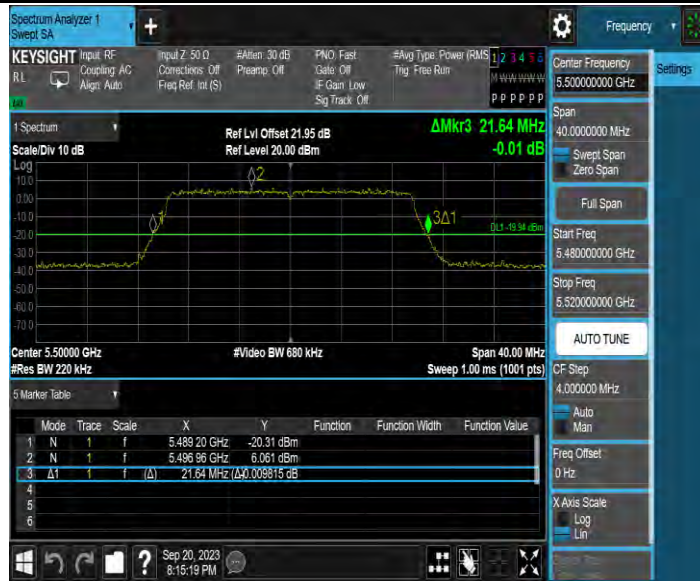 Spectrum Analyzer 1
Swept SA
Frequency
KEYSIGHT
RL
Input: RF
Coupling: AC
Align: Auto
Input Z: 50 Ω
Corrections: Off
Freq Ref: Int (S)
#Atten: 30 dB
Preamp: Off
PNO: Fast
Gate: Off
IF Gain: Low
Sig Track: Off
#Avg Type: Power (RMS
Trig: Free Run
1 2 3 4 5 6
M W W W W W
P P P P P P
Center Frequency
5.500000000 GHz
Settings
Span
40.0000000 MHz
Swept Span
Zero Span
Full Span
Start Freq
5.480000000 GHz
Stop Freq
5.520000000 GHz
AUTO TUNE
CF Step
4.000000 MHz
Auto
Man
Freq Offset
0 Hz
X Axis Scale
Log
Lin
1 Spectrum
Scale/Div 10 dB
Ref Lvl Offset 21.95 dB
Ref Level 20.00 dBm
ΔMkr3 21.64 MHz
-0.01 dB
Log
10.0
0.00
-10.0
-20.0
-30.0
-40.0
-50.0
-60.0
-70.0
2
1
3Δ1
DL1 -19.94 dBm
Center 5.50000 GHz
#Video BW 680 kHz
Span 40.00 MHz
#Res BW 220 kHz
Sweep 1.00 ms (1001 pts)
5 Marker Table
Mode Trace Scale X Y Function Function Width Function Value
1 N 1 f 5.489 20 GHz -20.31 dBm
2 N 1 f 5.496 96 GHz 6.061 dBm
3 Δ1 1 f (Δ) 21.64 MHz (Δ) -0.009815 dB
4
5
6
Sep 20, 2023
8:15:19 PM